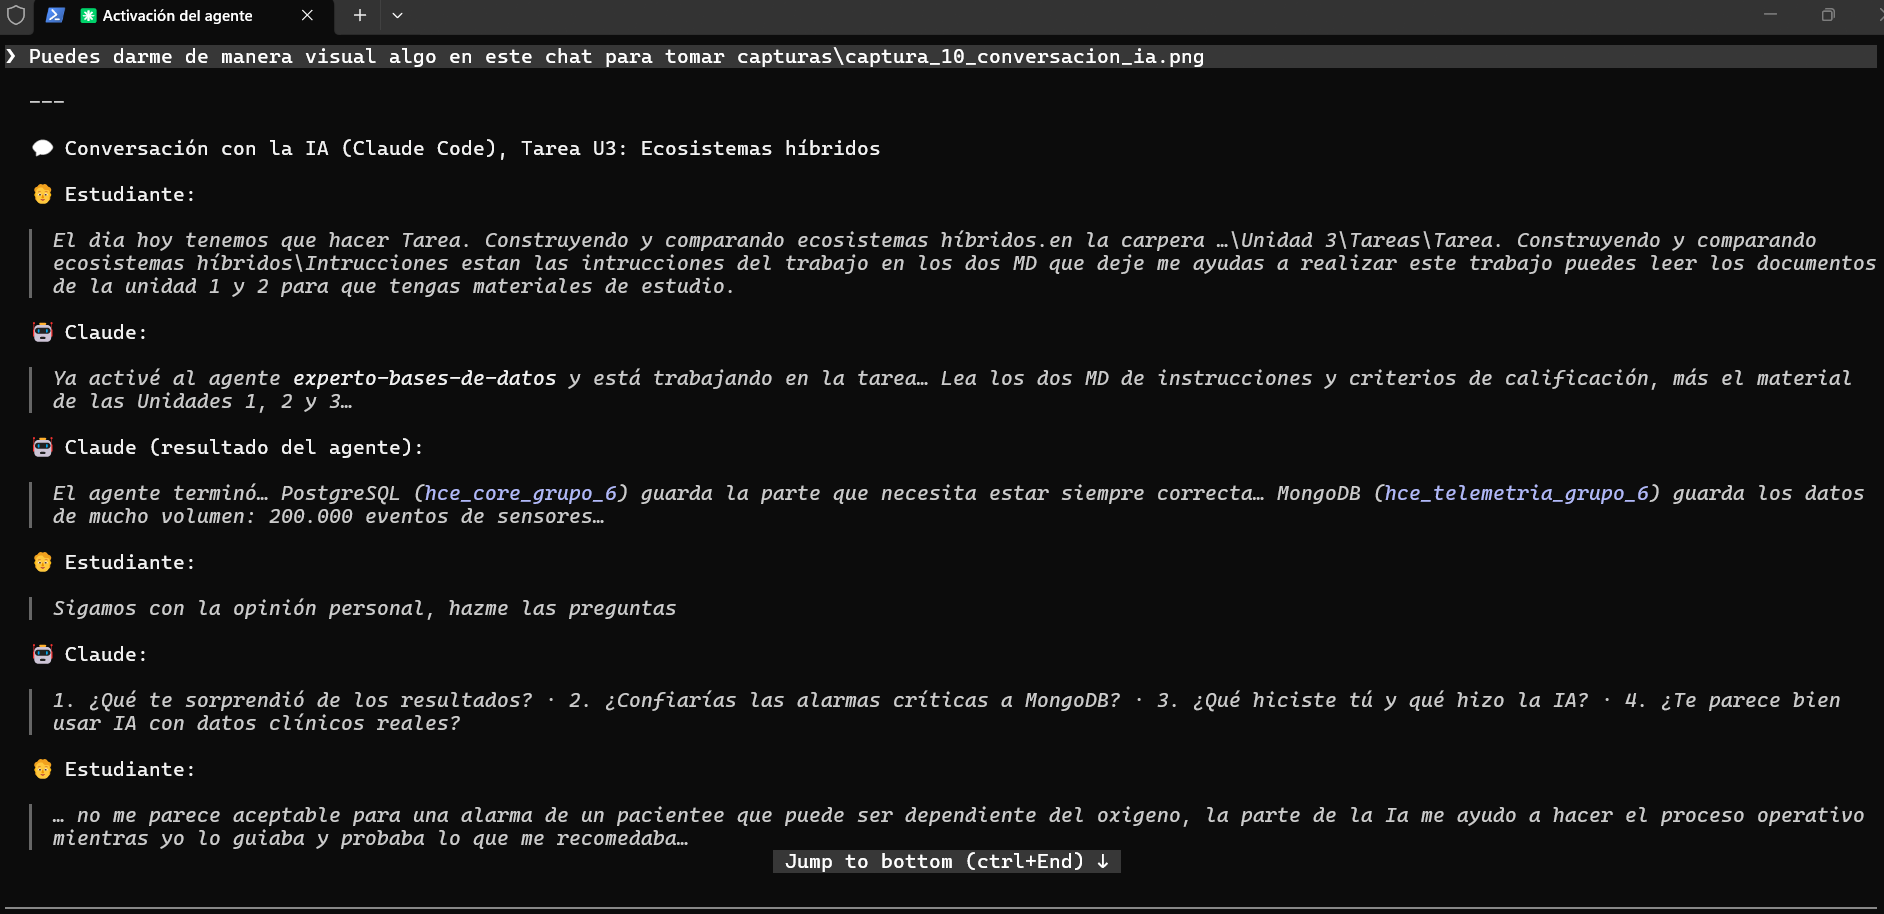 Activación del agente
❯ Puedes darme de manera visual algo en este chat para tomar capturas\captura_10_conversacion_ia.png
---
💬 Conversación con la IA (Claude Code), Tarea U3: Ecosistemas híbridos
🧑 Estudiante:
El dia hoy tenemos que hacer Tarea. Construyendo y comparando ecosistemas híbridos.en la carpera …\Unidad 3\Tareas\Tarea. Construyendo y comparando
ecosistemas híbridos\Intrucciones estan las intrucciones del trabajo en los dos MD que deje me ayudas a realizar este trabajo puedes leer los documentos
de la unidad 1 y 2 para que tengas materiales de estudio.
🤖 Claude:
Ya activé al agente experto-bases-de-datos y está trabajando en la tarea… Lea los dos MD de instrucciones y criterios de calificación, más el material
de las Unidades 1, 2 y 3…
🤖 Claude (resultado del agente):
El agente terminó… PostgreSQL (hce_core_grupo_6) guarda la parte que necesita estar siempre correcta… MongoDB (hce_telemetria_grupo_6) guarda los datos
de mucho volumen: 200.000 eventos de sensores…
🧑 Estudiante:
Sigamos con la opinión personal, hazme las preguntas
🤖 Claude:
1. ¿Qué te sorprendió de los resultados? · 2. ¿Confiarías las alarmas críticas a MongoDB? · 3. ¿Qué hiciste tú y qué hizo la IA? · 4. ¿Te parece bien
usar IA con datos clínicos reales?
🧑 Estudiante:
… no me parece aceptable para una alarma de un pacientee que puede ser dependiente del oxigeno, la parte de la Ia me ayudo a hacer el proceso operativo
mientras yo lo guiaba y probaba lo que me recomedaba…
Jump to bottom (ctrl+End) ↓